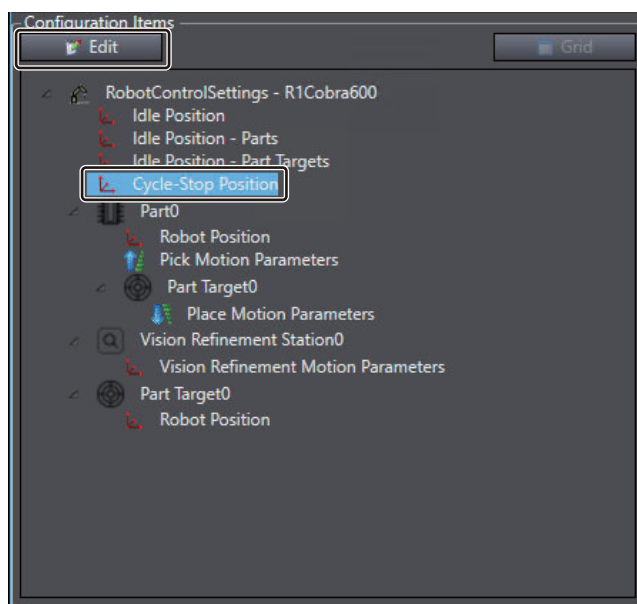 Configuration Items
Edit
Grid
RobotControlSettings - R1Cobra600
Idle Position
Idle Position - Parts
Idle Position - Part Targets
Cycle-Stop Position
Part0
Robot Position
Pick Motion Parameters
Part Target0
Place Motion Parameters
Vision Refinement Station0
Vision Refinement Motion Parameters
Part Target0
Robot Position